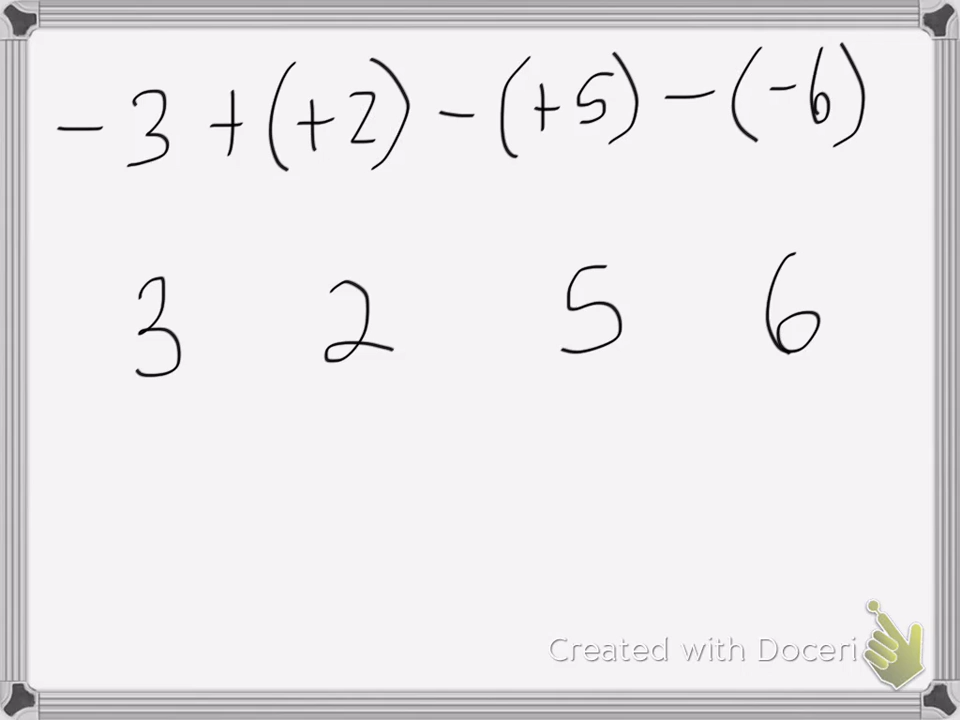 - 3 + (+2) - (+5) - (-6)
3 2 5 6
Created with Doceri